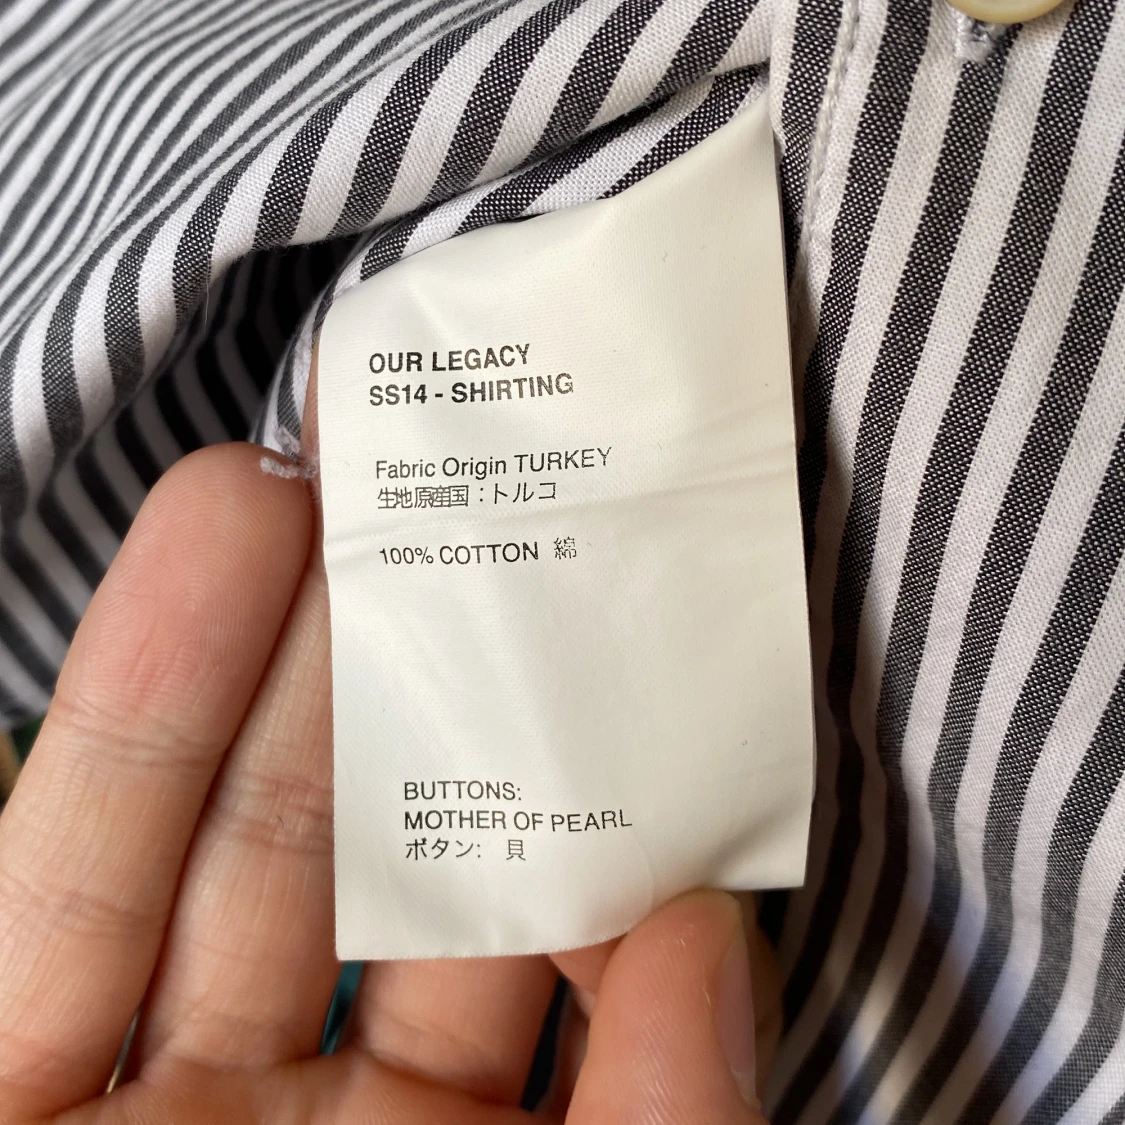 OUR LEGACY
SS14 - SHIRTING
Fabric Origin TURKEY
生地原産国：トルコ
100% COTTON 綿
BUTTONS:
MOTHER OF PEARL
ボタン: 貝